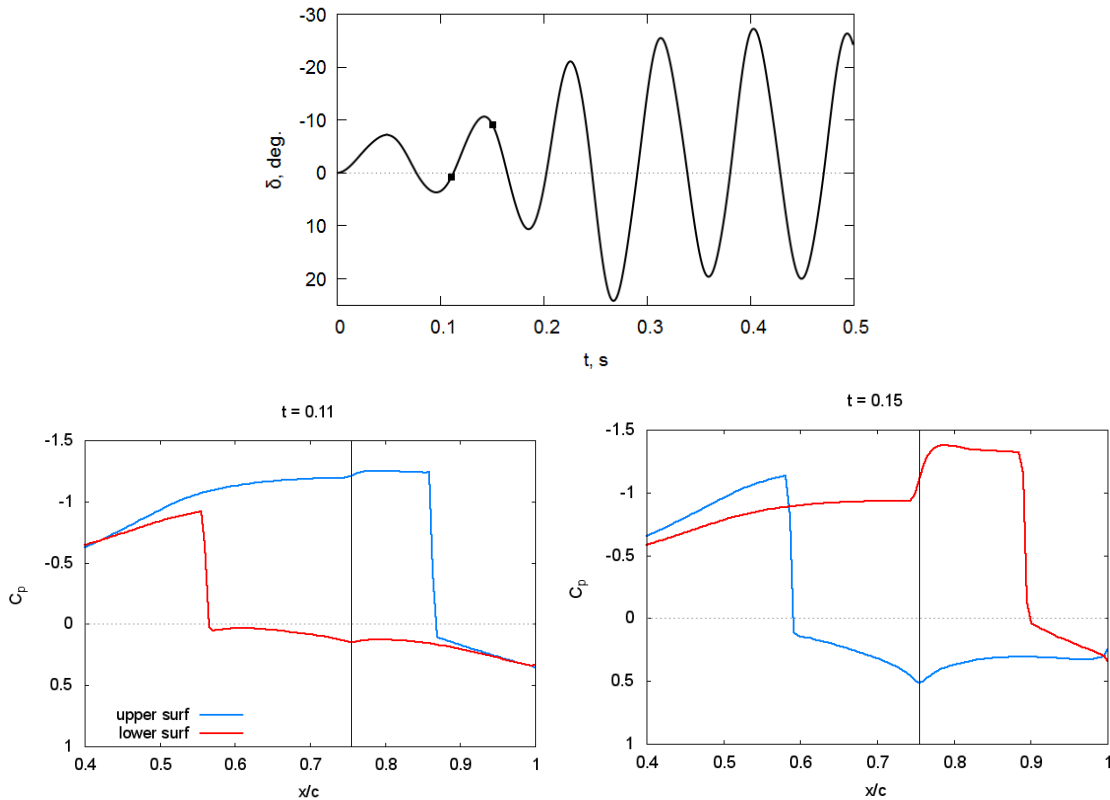 -30
-20
-10
0
10
20
δ, deg.
0 0.1 0.2 0.3 0.4 0.5
t, s
t = 0.11
-1.5
-1
-0.5
0
0.5
1
Cp
upper surf
lower surf
0.4 0.5 0.6 0.7 0.8 0.9 1
x/c
t = 0.15
-1.5
-1
-0.5
0
0.5
1
Cp
0.4 0.5 0.6 0.7 0.8 0.9 1
x/c